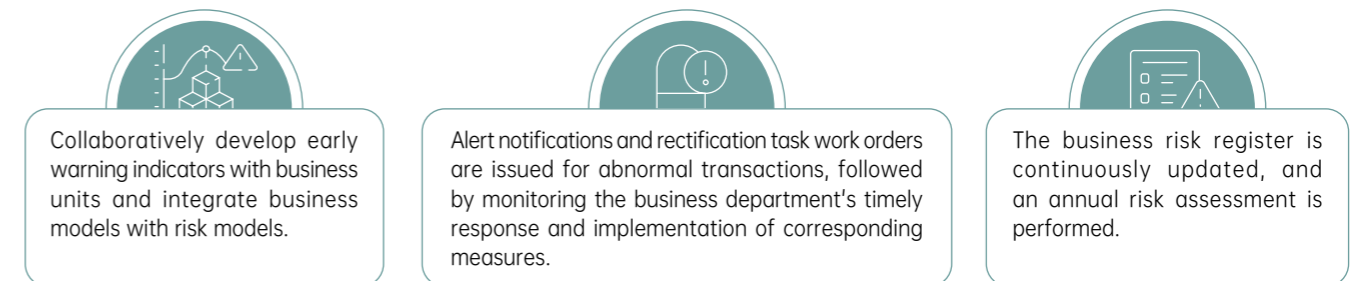 Collaboratively develop early
warning indicators with business
units and integrate business
models with risk models.
Alert notifications and rectification task work orders
are issued for abnormal transactions, followed
by monitoring the business department's timely
response and implementation of corresponding
measures.
The business risk register is
continuously updated, and
an annual risk assessment is
performed.